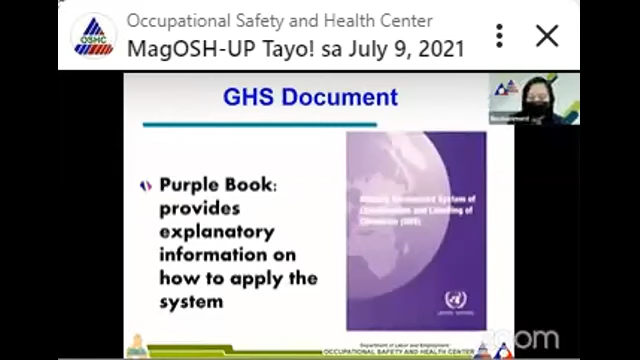 Occupational Safety and Health Center
OSHC
MagOSH-UP Tayo! sa July 9, 2021
GHS Document
Purple Book:
provides
explanatory
information on
how to apply the
system
System of
Classification and Labelling of
Chemicals (GHS)
UNITED NATIONS
Department of Labor and Employment
OCCUPATIONAL SAFETY AND HEALTH CENTER
zoom